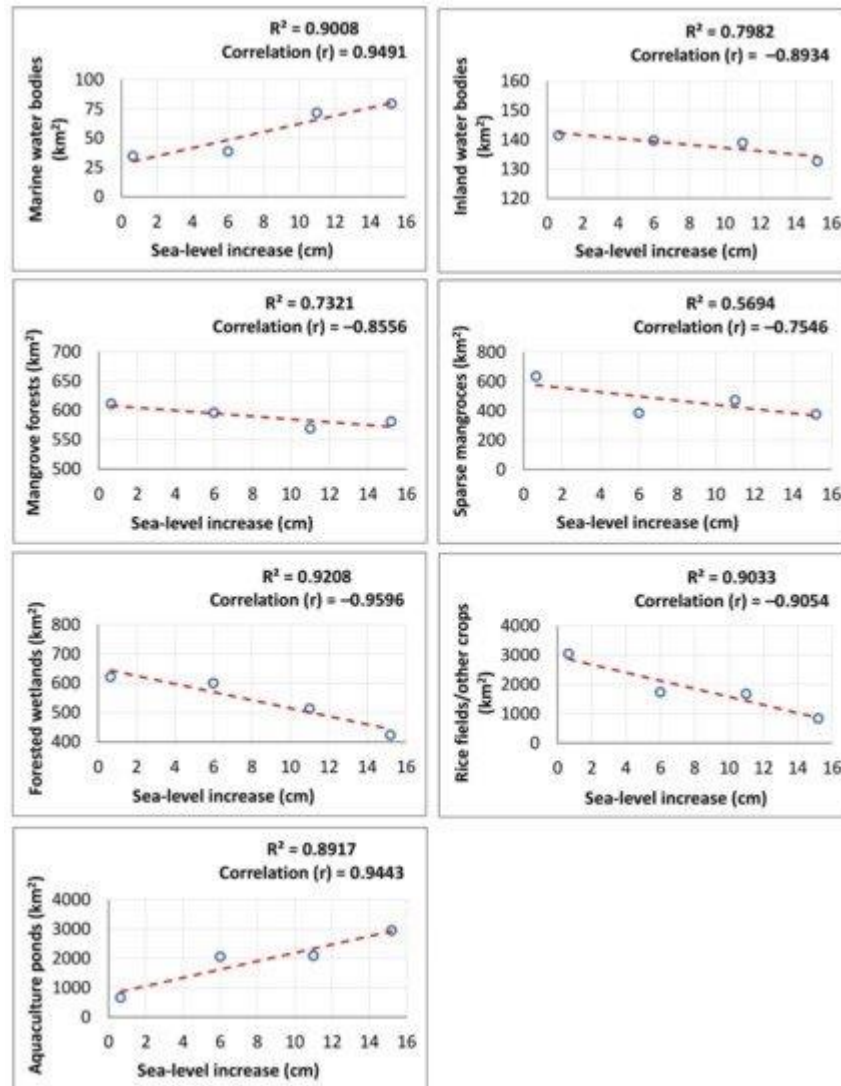 R² = 0.9008
Correlation (r) = 0.9491
Marine water bodies
(km²)
100
75
50
25
0
0 2 4 6 8 10 12 14 16
Sea-level increase (cm)
R² = 0.7982
Correlation (r) = –0.8934
Inland water bodies
(km²)
160
150
140
130
120
0 2 4 6 8 10 12 14 16
Sea-level increase (cm)
R² = 0.7321
Correlation (r) = –0.8556
Mangrove forests (km²)
700
650
600
550
500
0 2 4 6 8 10 12 14 16
Sea-level increase (cm)
R² = 0.5694
Correlation (r) = –0.7546
Sparse mangroces (km²)
800
600
400
200
0
0 2 4 6 8 10 12 14 16
Sea-level increase (cm)
R² = 0.9208
Correlation (r) = –0.9596
Forested wetlands (km²)
800
700
600
500
400
0 2 4 6 8 10 12 14 16
Sea-level increase (cm)
R² = 0.9033
Correlation (r) = –0.9054
Rice fields/other crops
(km²)
4000
3000
2000
1000
0
0 2 4 6 8 10 12 14 16
Sea-level increase (cm)
R² = 0.8917
Correlation (r) = 0.9443
Aquaculture ponds (km²)
4000
3000
2000
1000
0
0 2 4 6 8 10 12 14 16
Sea-level increase (cm)